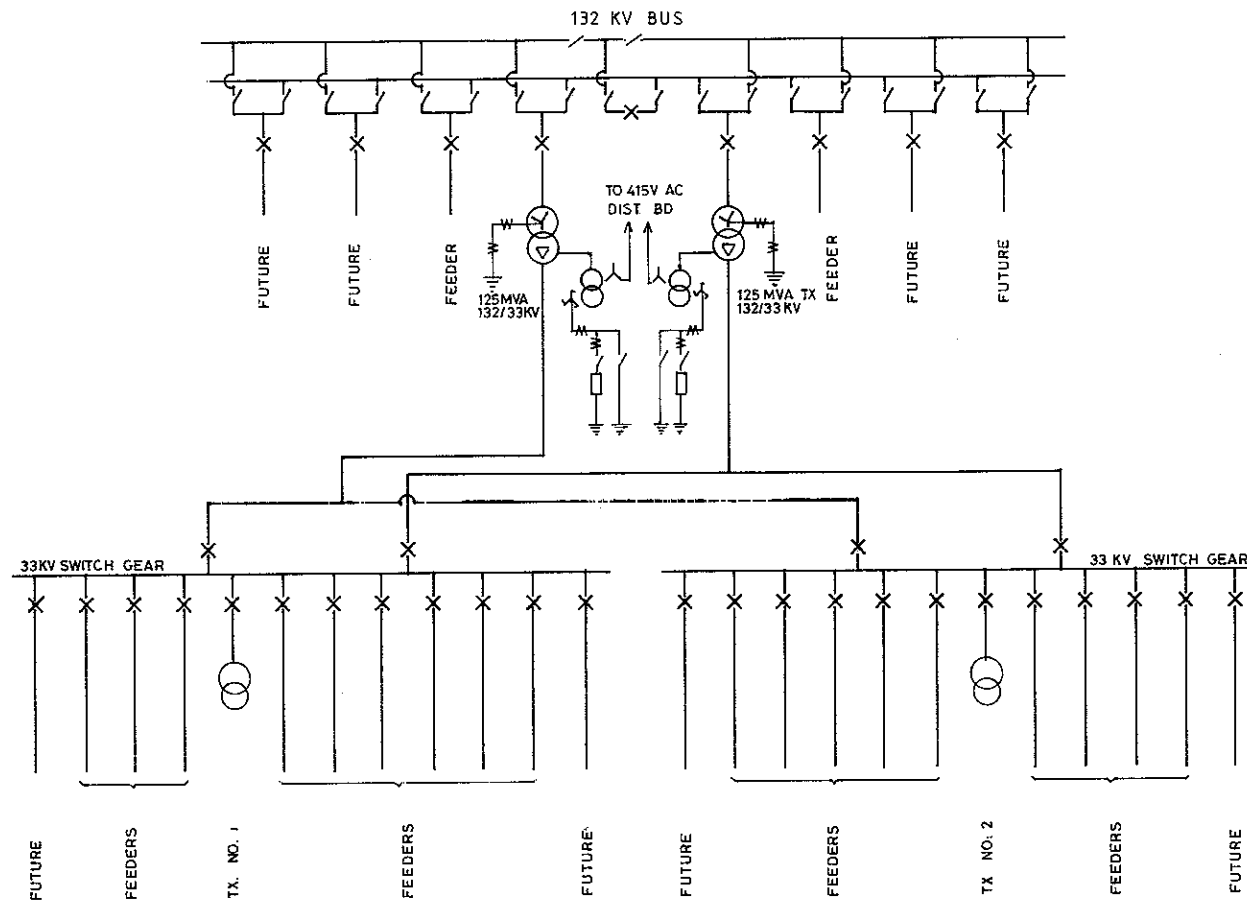 132 KV BUS
TO 415V AC
DIST. BD
FUTURE
FUTURE
FEEDER
125MVA
132/33KV
125 MVA TX
132/33 KV
FEEDER
FUTURE
FUTURE
33KV SWITCH GEAR
33 KV SWITCH GEAR
FUTURE
FEEDERS
TX. NO. 1
FEEDERS
FUTURE
FUTURE
FEEDERS
TX NO: 2
FEEDERS
FUTURE